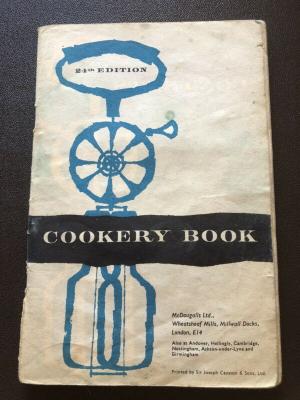 24th EDITION
COOKERY BOOK
McDougalls Ltd.,
Wheatsheaf Mills, Millwall Docks,
London, E14
Also at Andover, Hellingly, Cambridge,
Nottingham, Ashton-under-Lyne and
Birmingham
Printed by Sir Joseph Causton & Sons, Ltd.